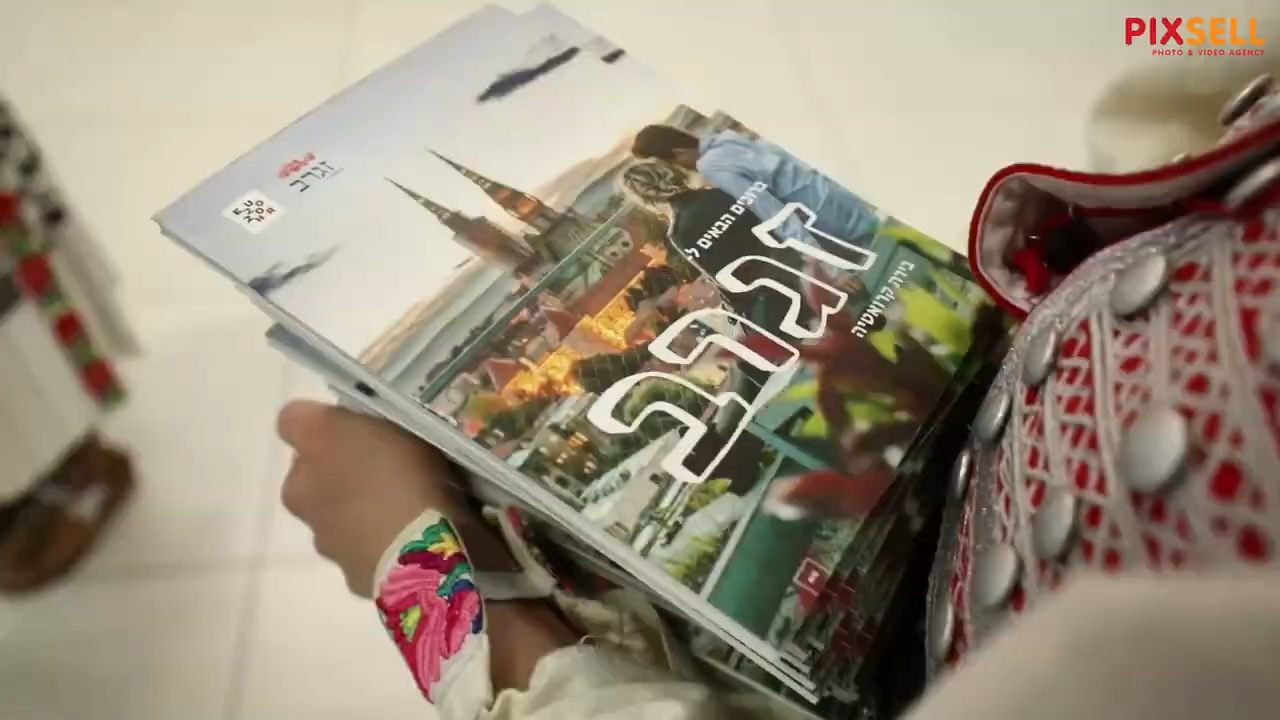 PIXSELL
PHOTO & VIDEO AGENCY
זגרב
ברוכים הבאים ל-
זגרב
בירת קרואטיה